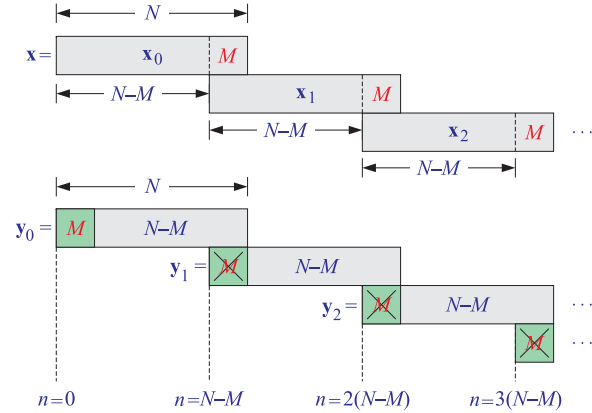 N
x = x₀ M
N–M x₁ M
N–M x₂ M ...
N–M
N
y₀ = M N–M
y₁ = M N–M
y₂ = M N–M ...
M ...
n=0 n=N–M n=2(N–M) n=3(N–M)